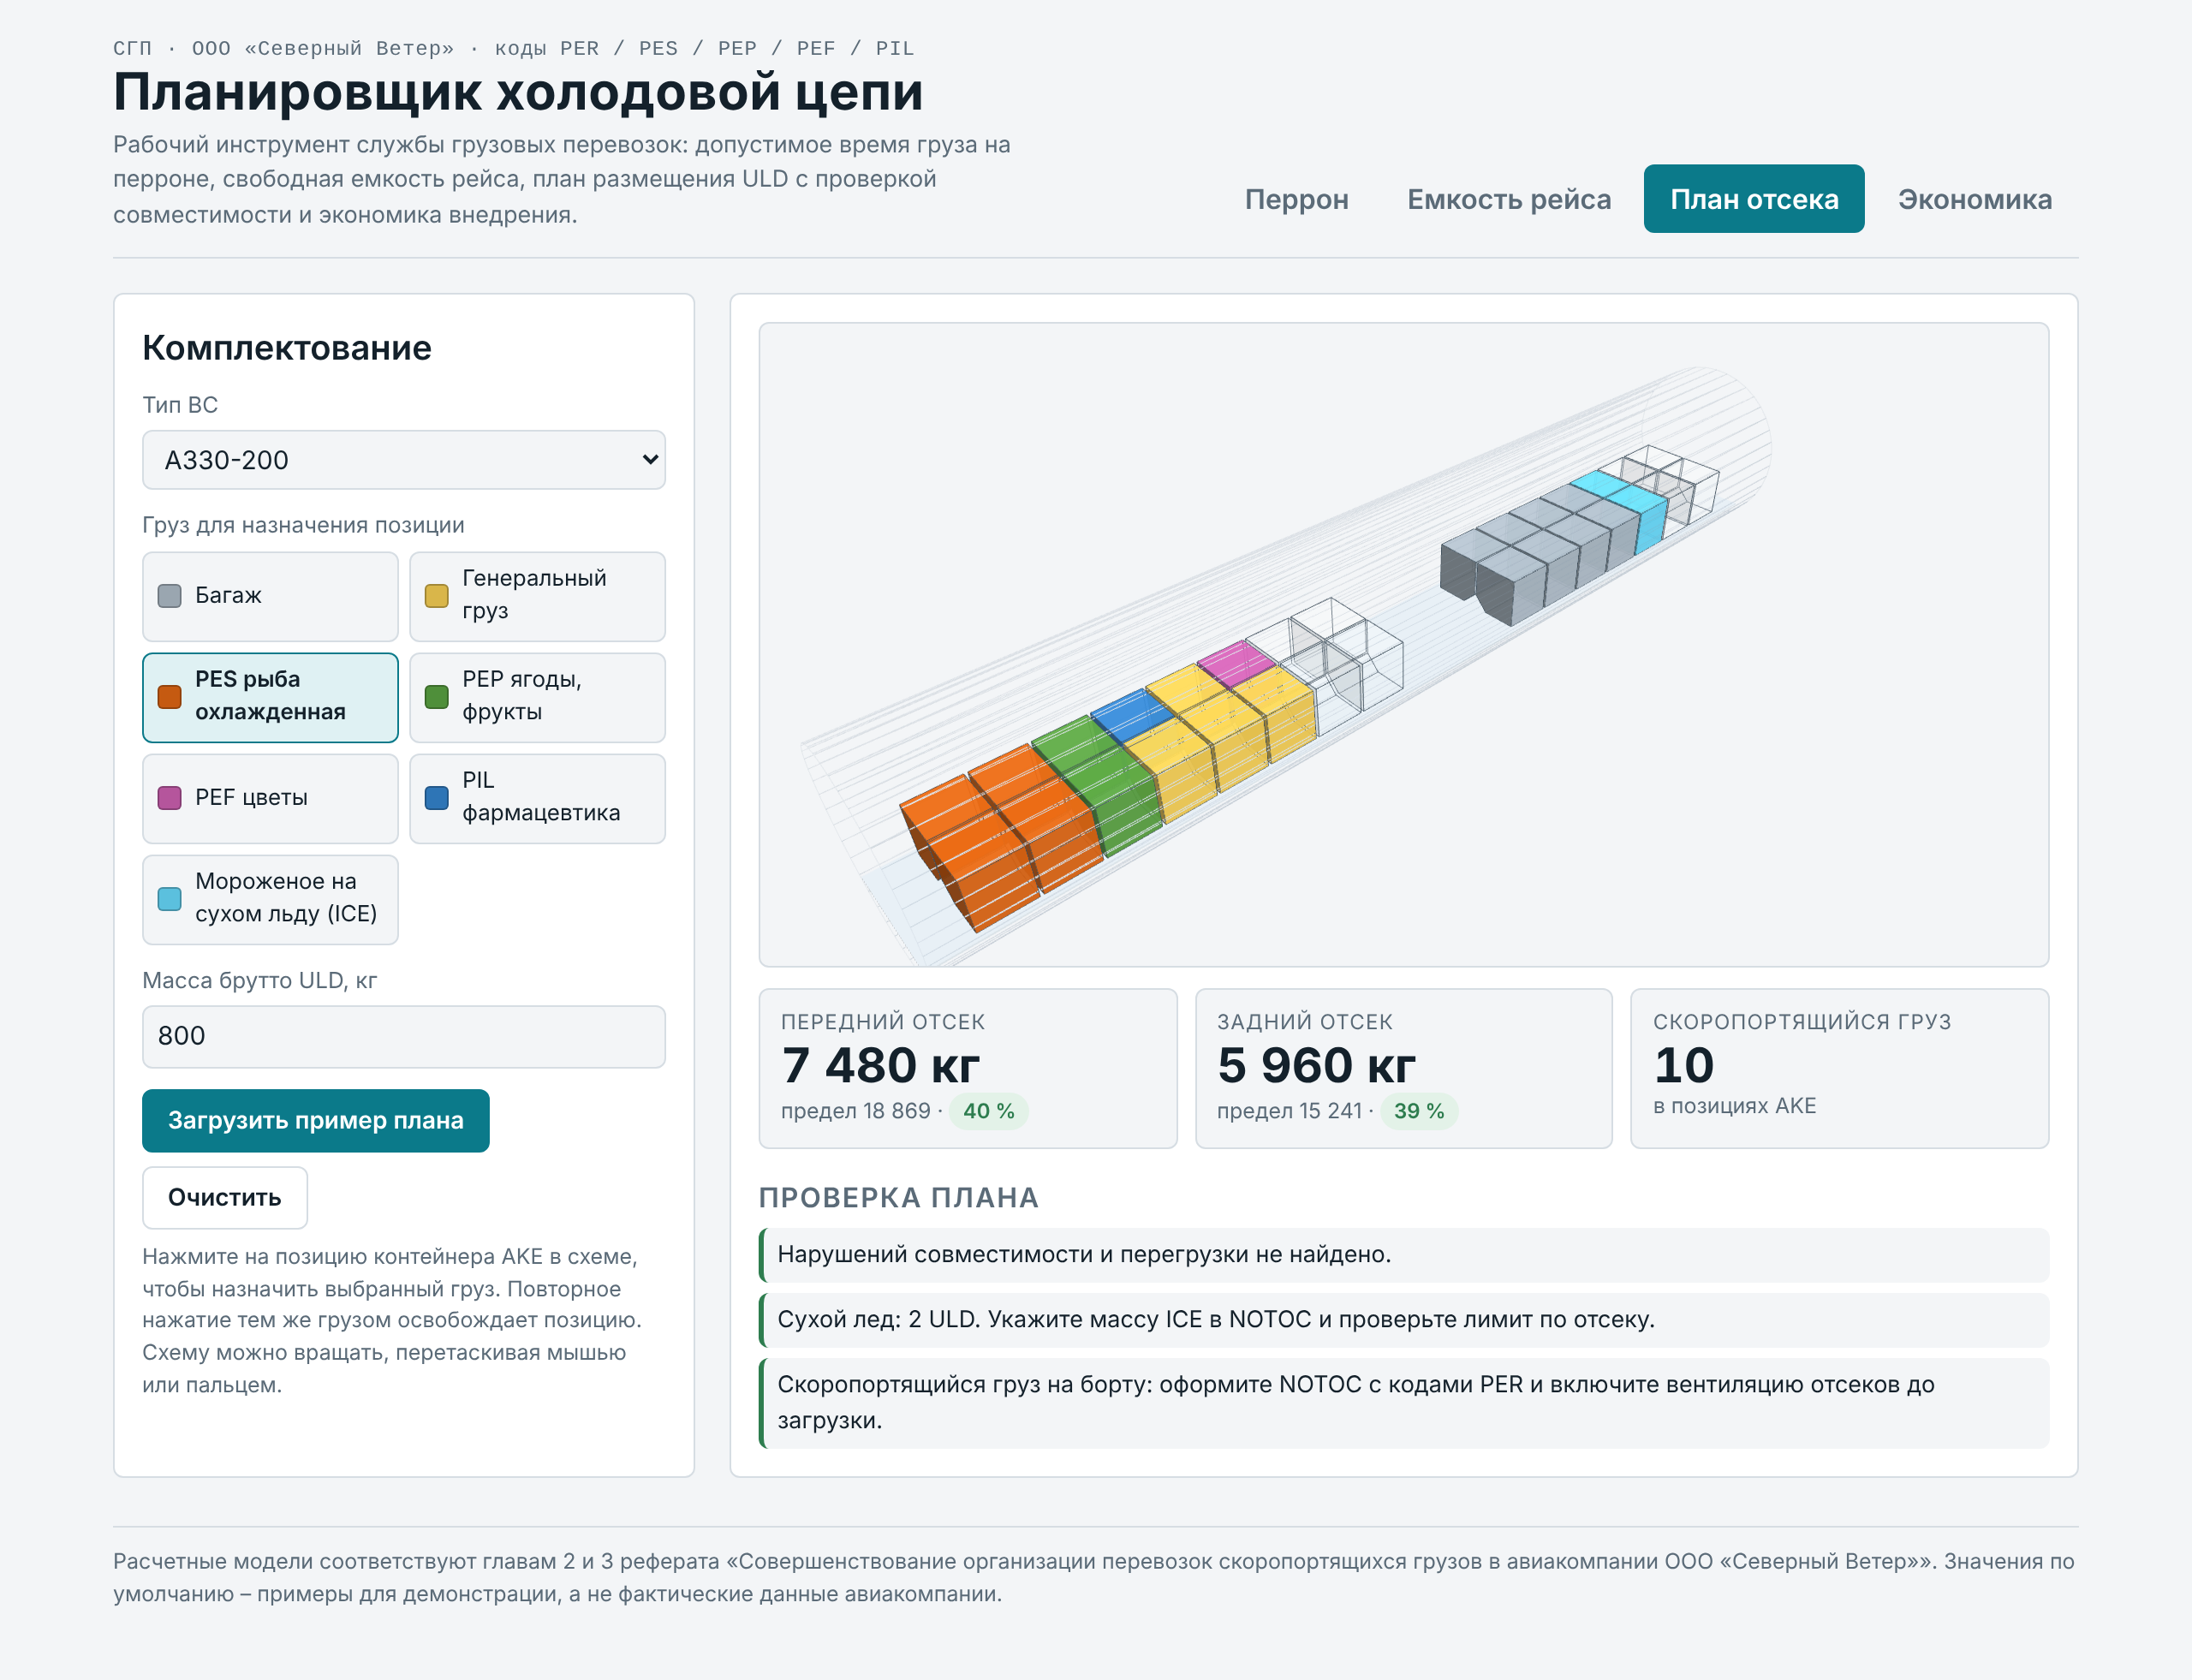 СГП · ООО «Северный Ветер» · коды PER / PES / PEP / PEF / PIL
Планировщик холодовой цепи
Рабочий инструмент службы грузовых перевозок: допустимое время груза на
перроне, свободная емкость рейса, план размещения ULD с проверкой
совместимости и экономика внедрения.
Перрон
Емкость рейса
План отсека
Экономика
Комплектование
Тип ВС
A330-200
Груз для назначения позиции
Багаж
Генеральный
груз
PES рыба
охлажденная
PEP ягоды,
фрукты
PEF цветы
PIL
фармацевтика
Мороженое на
сухом льду (ICE)
Масса брутто ULD, кг
800
Загрузить пример плана
Очистить
Нажмите на позицию контейнера AKE в схеме,
чтобы назначить выбранный груз. Повторное
нажатие тем же грузом освобождает позицию.
Схему можно вращать, перетаскивая мышью
или пальцем.
ПЕРЕДНИЙ ОТСЕК
7 480 кг
предел 18 869 · 40 %
ЗАДНИЙ ОТСЕК
5 960 кг
предел 15 241 · 39 %
СКОРОПОРТЯЩИЙСЯ ГРУЗ
10
в позициях AKE
ПРОВЕРКА ПЛАНА
Нарушений совместимости и перегрузки не найдено.
Сухой лед: 2 ULD. Укажите массу ICE в NOTOC и проверьте лимит по отсеку.
Скоропортящийся груз на борту: оформите NOTOC с кодами PER и включите вентиляцию отсеков до
загрузки.
Расчетные модели соответствуют главам 2 и 3 реферата «Совершенствование организации перевозок скоропортящихся грузов в авиакомпании ООО «Северный Ветер»». Значения по
умолчанию – примеры для демонстрации, а не фактические данные авиакомпании.